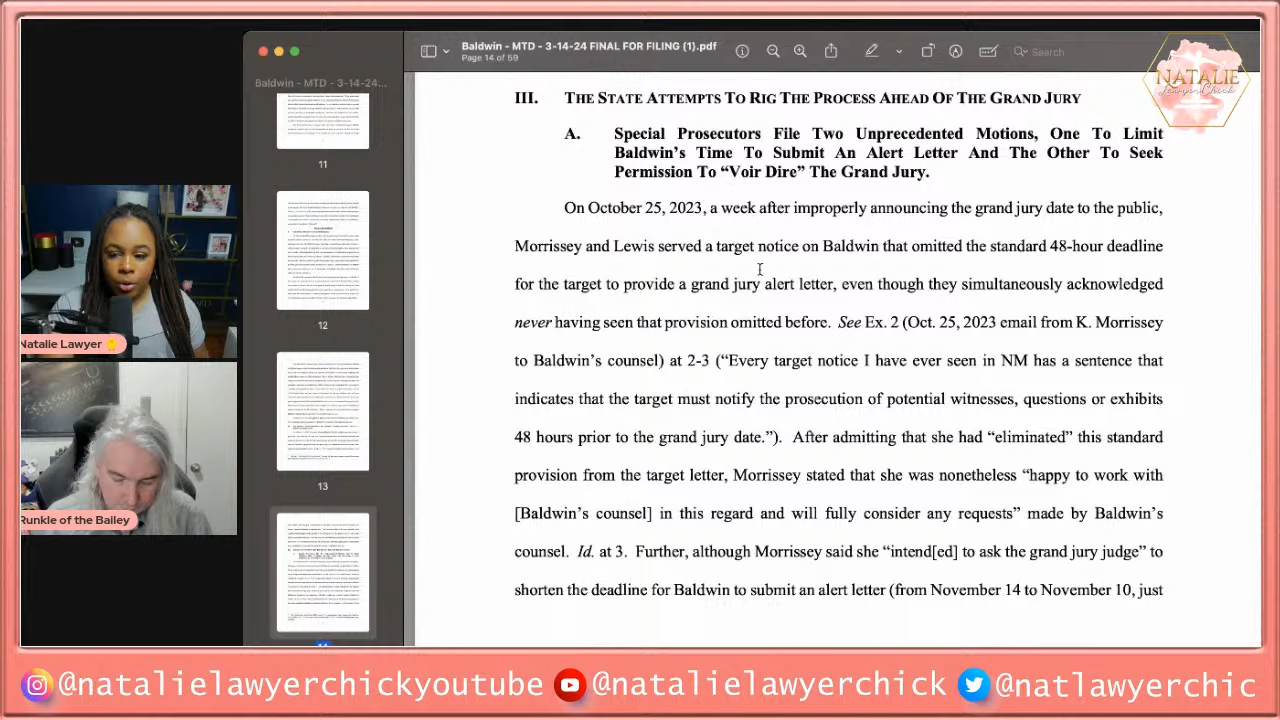 Baldwin - MTD - 3-14-24 FINAL FOR FILING (1).pdf
Page 14 of 59
Search
Baldwin - MTD - 3-14-24...
11
12
13
14
NATALIE
LawyerChick
III. THE STATE ATTEMPTS TO RIG THE PROCESS AHEAD OF THE GRAND JURY
A. Special Prosecutors File Two Unprecedented Motions, One To Limit
Baldwin's Time To Submit An Alert Letter And The Other To Seek
Permission To "Voir Dire" The Grand Jury.
On October 25, 2023, after improperly announcing the grand jury date to the public,
Morrissey and Lewis served a target notice on Baldwin that omitted the standard 48-hour deadline
for the target to provide a grand jury alert letter, even though they simultaneously acknowledged
never having seen that provision omitted before. See Ex. 2 (Oct. 25, 2023 email from K. Morrissey
to Baldwin's counsel) at 2-3 ("Every target notice I have ever seen includes a sentence that
indicates that the target must alert the prosecution of potential witnesses, questions or exhibits
48 hours before the grand jury . . . ."). After admitting that she had "removed" this standard
provision from the target letter, Morrissey stated that she was nonetheless "happy to work with
[Baldwin's counsel] in this regard and will fully consider any requests" made by Baldwin's
counsel. Id. at 3. Finally, although Morrissey said she "intend[ed] to ask the grand jury judge" to
shorten the deadline for the defense to serve an alert letter (from November 14 to November 10, just
Natalie Lawyer
Runkle of the Bailey
@natalielawyerchickyoutube
@natalielawyerchick
@natlawyerchic